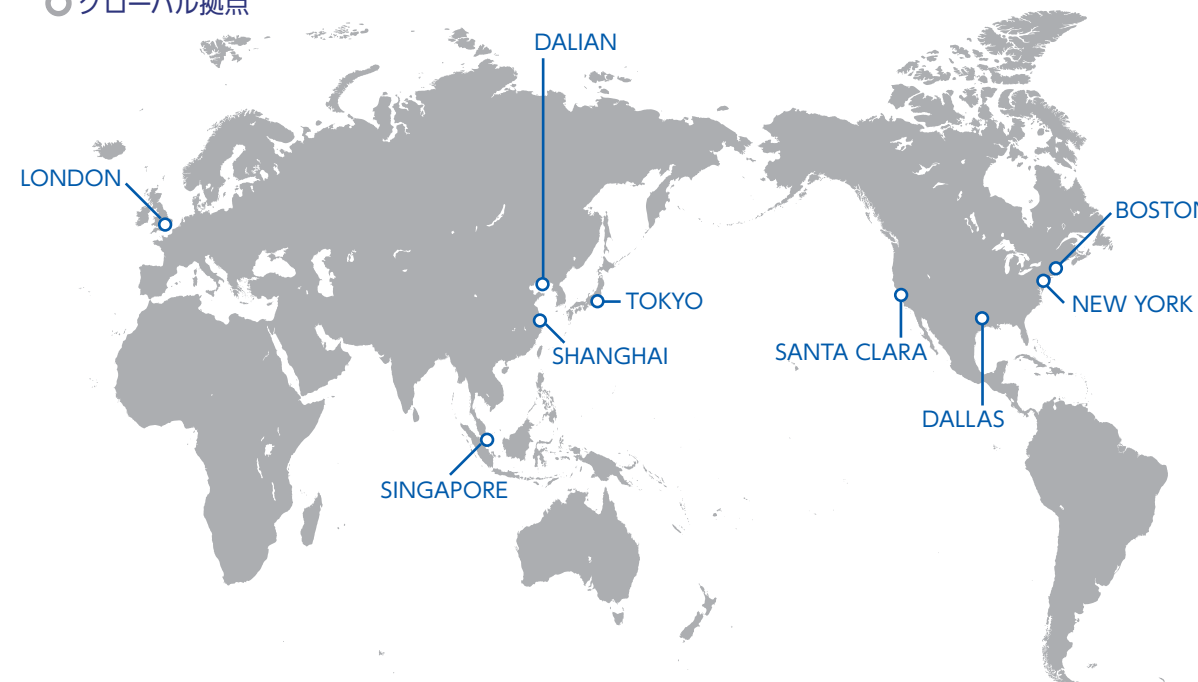 グローバル拠点
DALIAN
LONDON
BOSTON
TOKYO
NEW YORK
SHANGHAI
SANTA CLARA
DALLAS
SINGAPORE